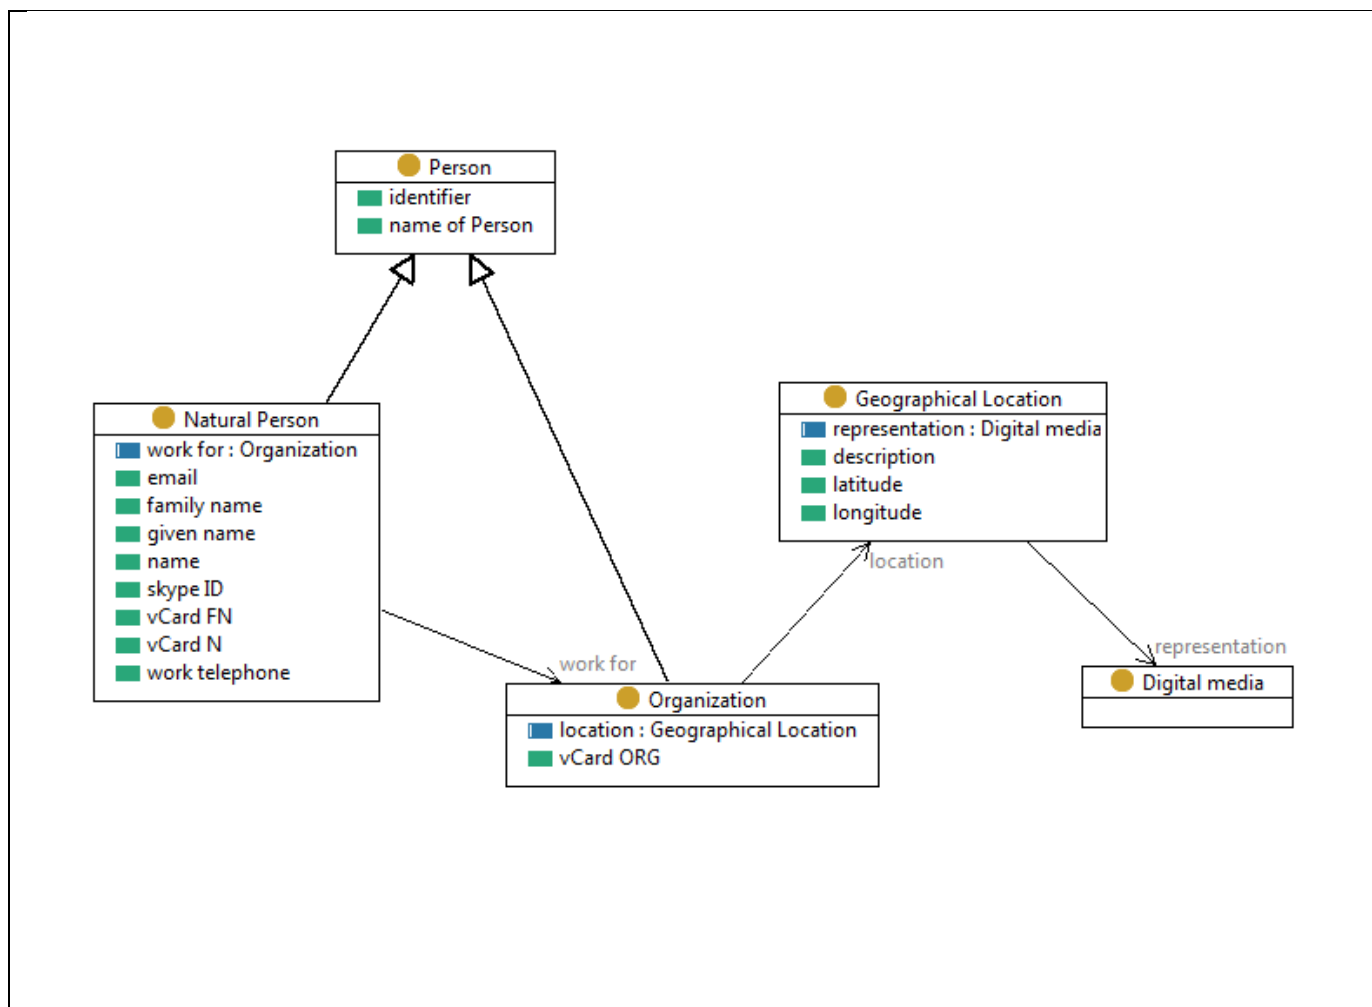 Person
identifier
name of Person
Natural Person
work for : Organization
email
family name
given name
name
skype ID
vCard FN
vCard N
work telephone
Geographical Location
representation : Digital media
description
latitude
longitude
location
work for
representation
Organization
location : Geographical Location
vCard ORG
Digital media